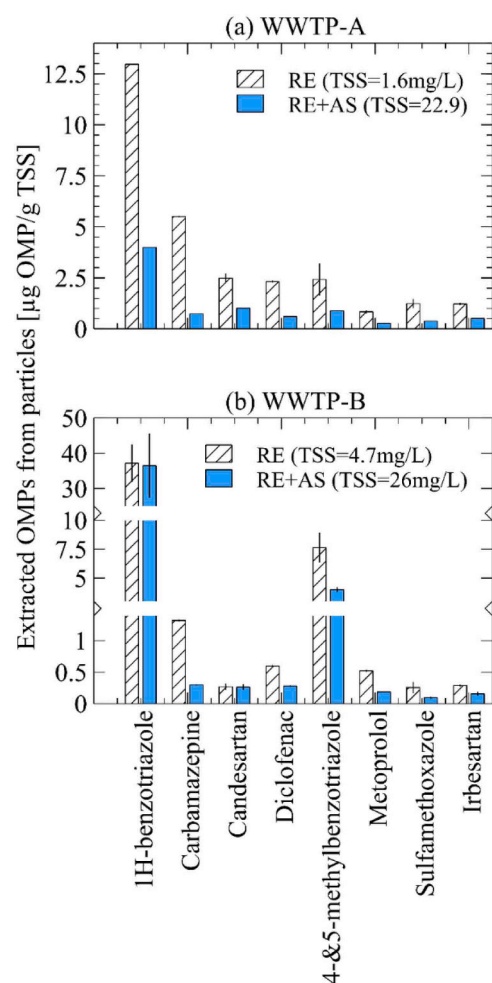 (a) WWTP-A
12.5
10
7.5
5
2.5
0
RE (TSS=1.6mg/L)
RE+AS (TSS=22.9)
Extracted OMPs from particles [µg OMP/g TSS]
(b) WWTP-B
50
40
30
10
7.5
5
1
0.5
0
RE (TSS=4.7mg/L)
RE+AS (TSS=26mg/L)
1H-benzotriazole
Carbamazepine
Candesartan
Diclofenac
4-&5-methylbenzotriazole
Metoprolol
Sulfamethoxazole
Irbesartan